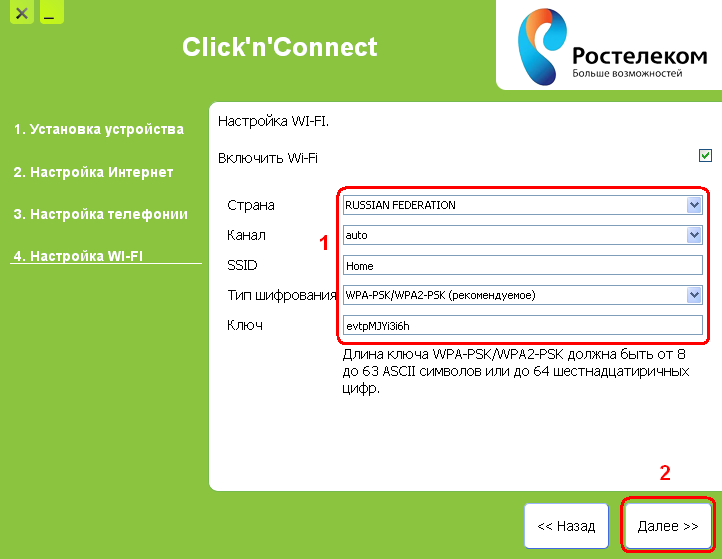 Click'n'Connect
Ростелеком
Больше возможностей
1. Установка устройства
2. Настройка Интернет
3. Настройка телефонии
4. Настройка WI-FI
Настройка WI-FI.
Включить Wi-Fi
1
Страна RUSSIAN FEDERATION
Канал auto
SSID Home
Тип шифрования WPA-PSK/WPA2-PSK (рекомендуемое)
Ключ evtpMJYi3i6h
Длина ключа WPA-PSK/WPA2-PSK должна быть от 8
до 63 ASCII символов или до 64 шестнадцатиричных
цифр.
2
<< Назад
Далее >>